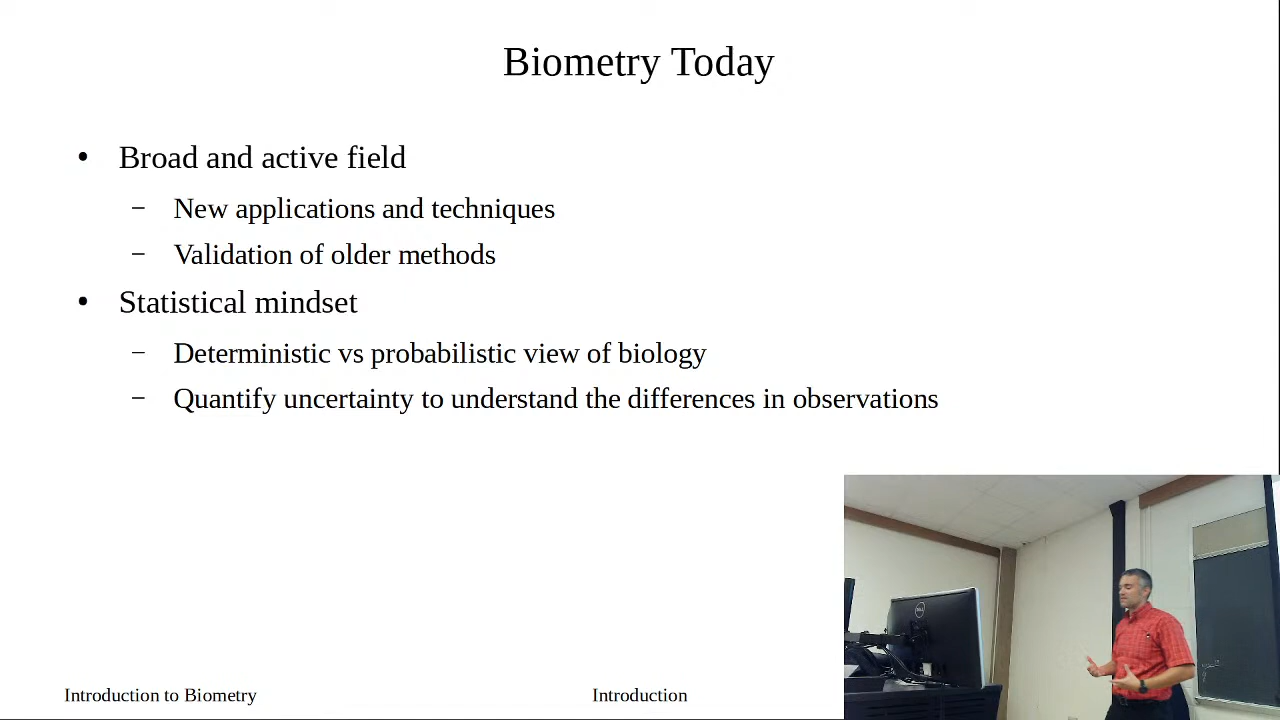 Biometry Today
• Broad and active field
– New applications and techniques
– Validation of older methods
• Statistical mindset
– Deterministic vs probabilistic view of biology
– Quantify uncertainty to understand the differences in observations
Introduction to Biometry
Introduction
DELL